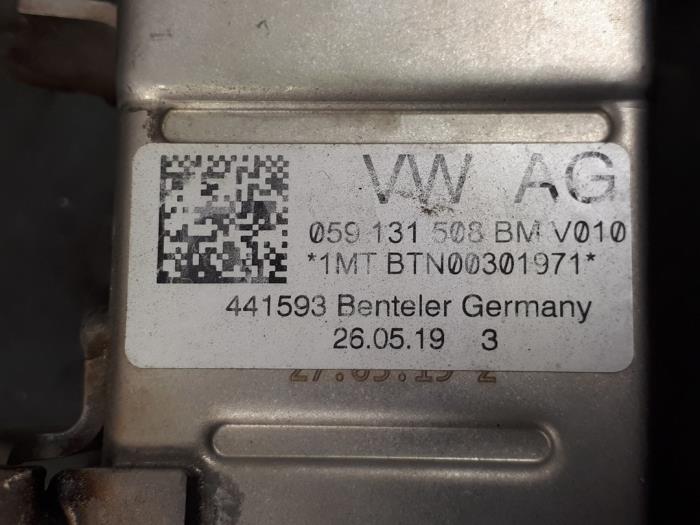 VW AG
059 131 508 BM V010
*1MT BTN00301971*
441593 Benteler Germany
26.05.19 3